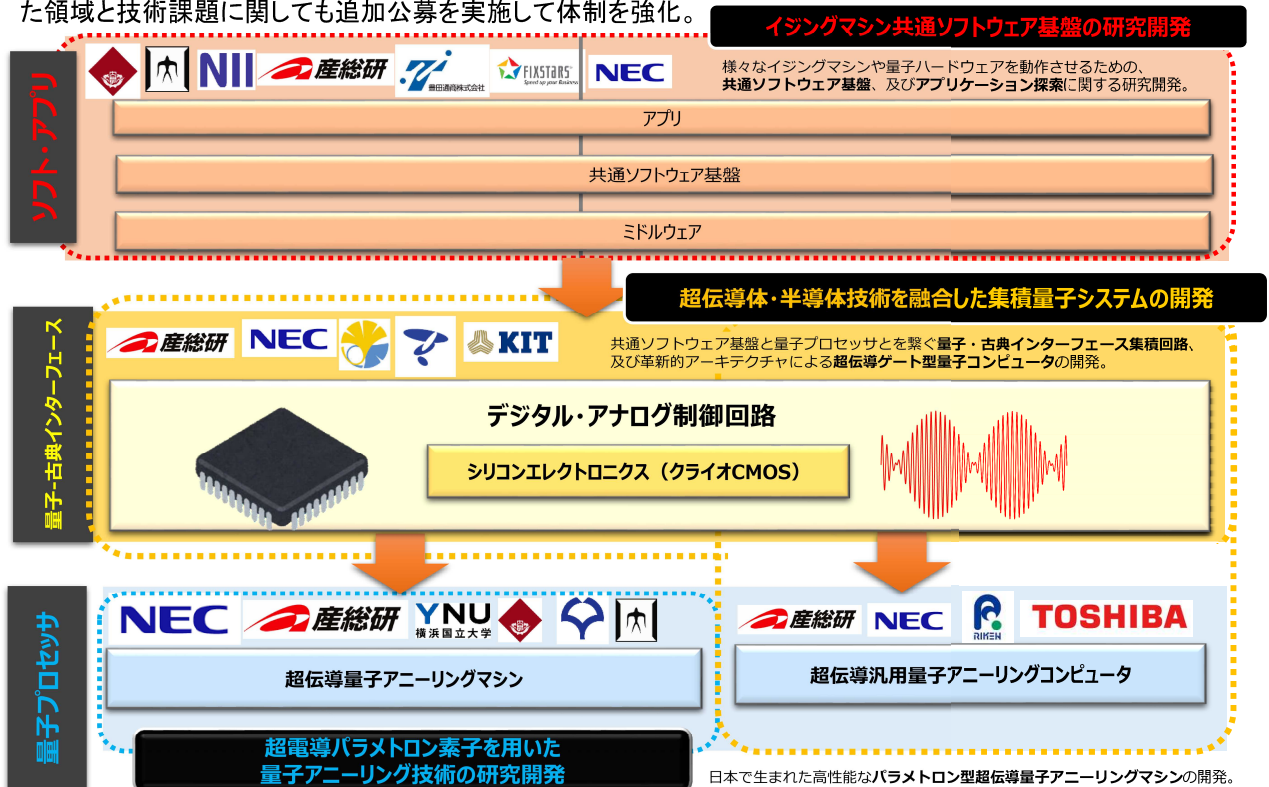 た領域と技術課題に関しても追加公募を実施して体制を強化。
イジングマシン共通ソフトウェア基盤の研究開発
ソフト・アプリ
NII
産総研
豊田通商株式会社
FIXSTARS
Speed up your Business
NEC
様々なイジングマシンや量子ハードウェアを動作させるための、
共通ソフトウェア基盤、及びアプリケーション探索に関する研究開発。
アプリ
共通ソフトウェア基盤
ミドルウェア
超伝導体・半導体技術を融合した集積量子システムの開発
量子-古典インターフェース
産総研
NEC
KIT
共通ソフトウェア基盤と量子プロセッサとを繋ぐ量子・古典インターフェース集積回路、
及び革新的アーキテクチャによる超伝導ゲート型量子コンピュータの開発。
デジタル・アナログ制御回路
シリコンエレクトロニクス（クライオCMOS）
量子プロセッサ
NEC
産総研
YNU
横浜国立大学
産総研
NEC
RIKEN
TOSHIBA
超伝導量子アニーリングマシン
超伝導汎用量子アニーリングコンピュータ
超電導パラメトロン素子を用いた
量子アニーリング技術の研究開発
日本で生まれた高性能なパラメトロン型超伝導量子アニーリングマシンの開発。